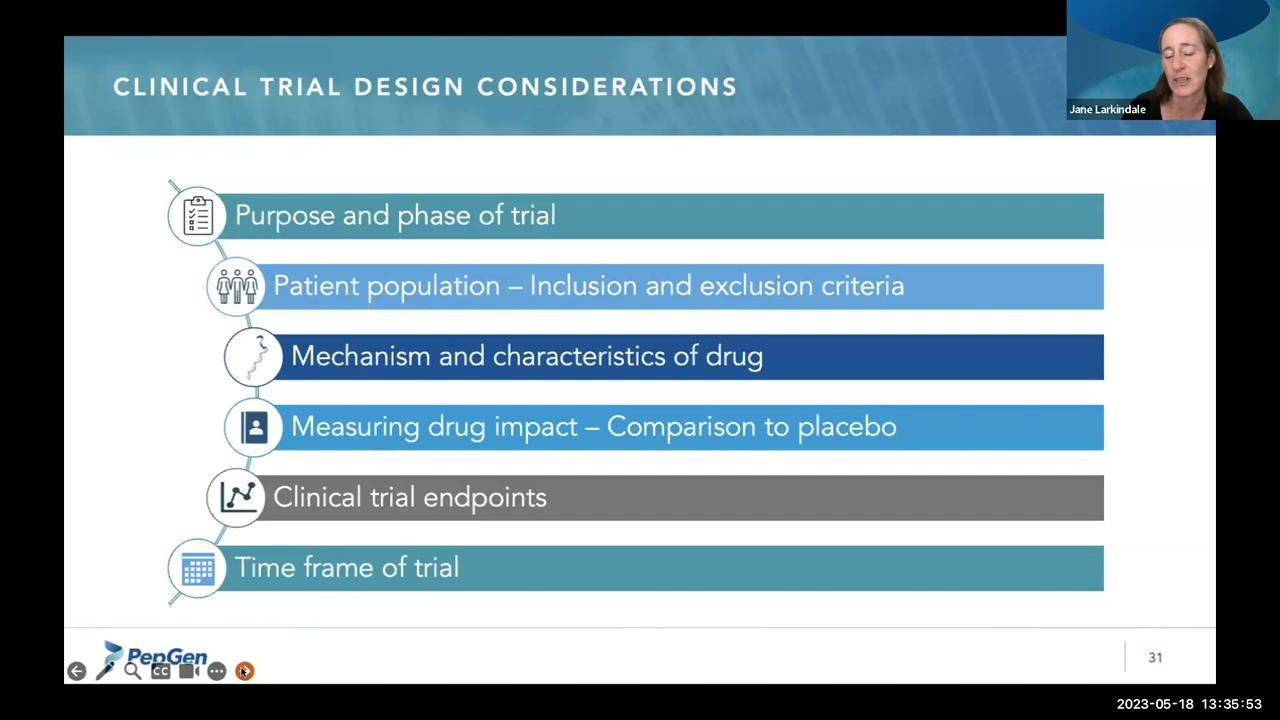 CLINICAL TRIAL DESIGN CONSIDERATIONS
Jane Larkindale
Purpose and phase of trial
Patient population – Inclusion and exclusion criteria
Mechanism and characteristics of drug
Measuring drug impact – Comparison to placebo
Clinical trial endpoints
Time frame of trial
PepGen
CC
31
2023-05-18 13:35:53